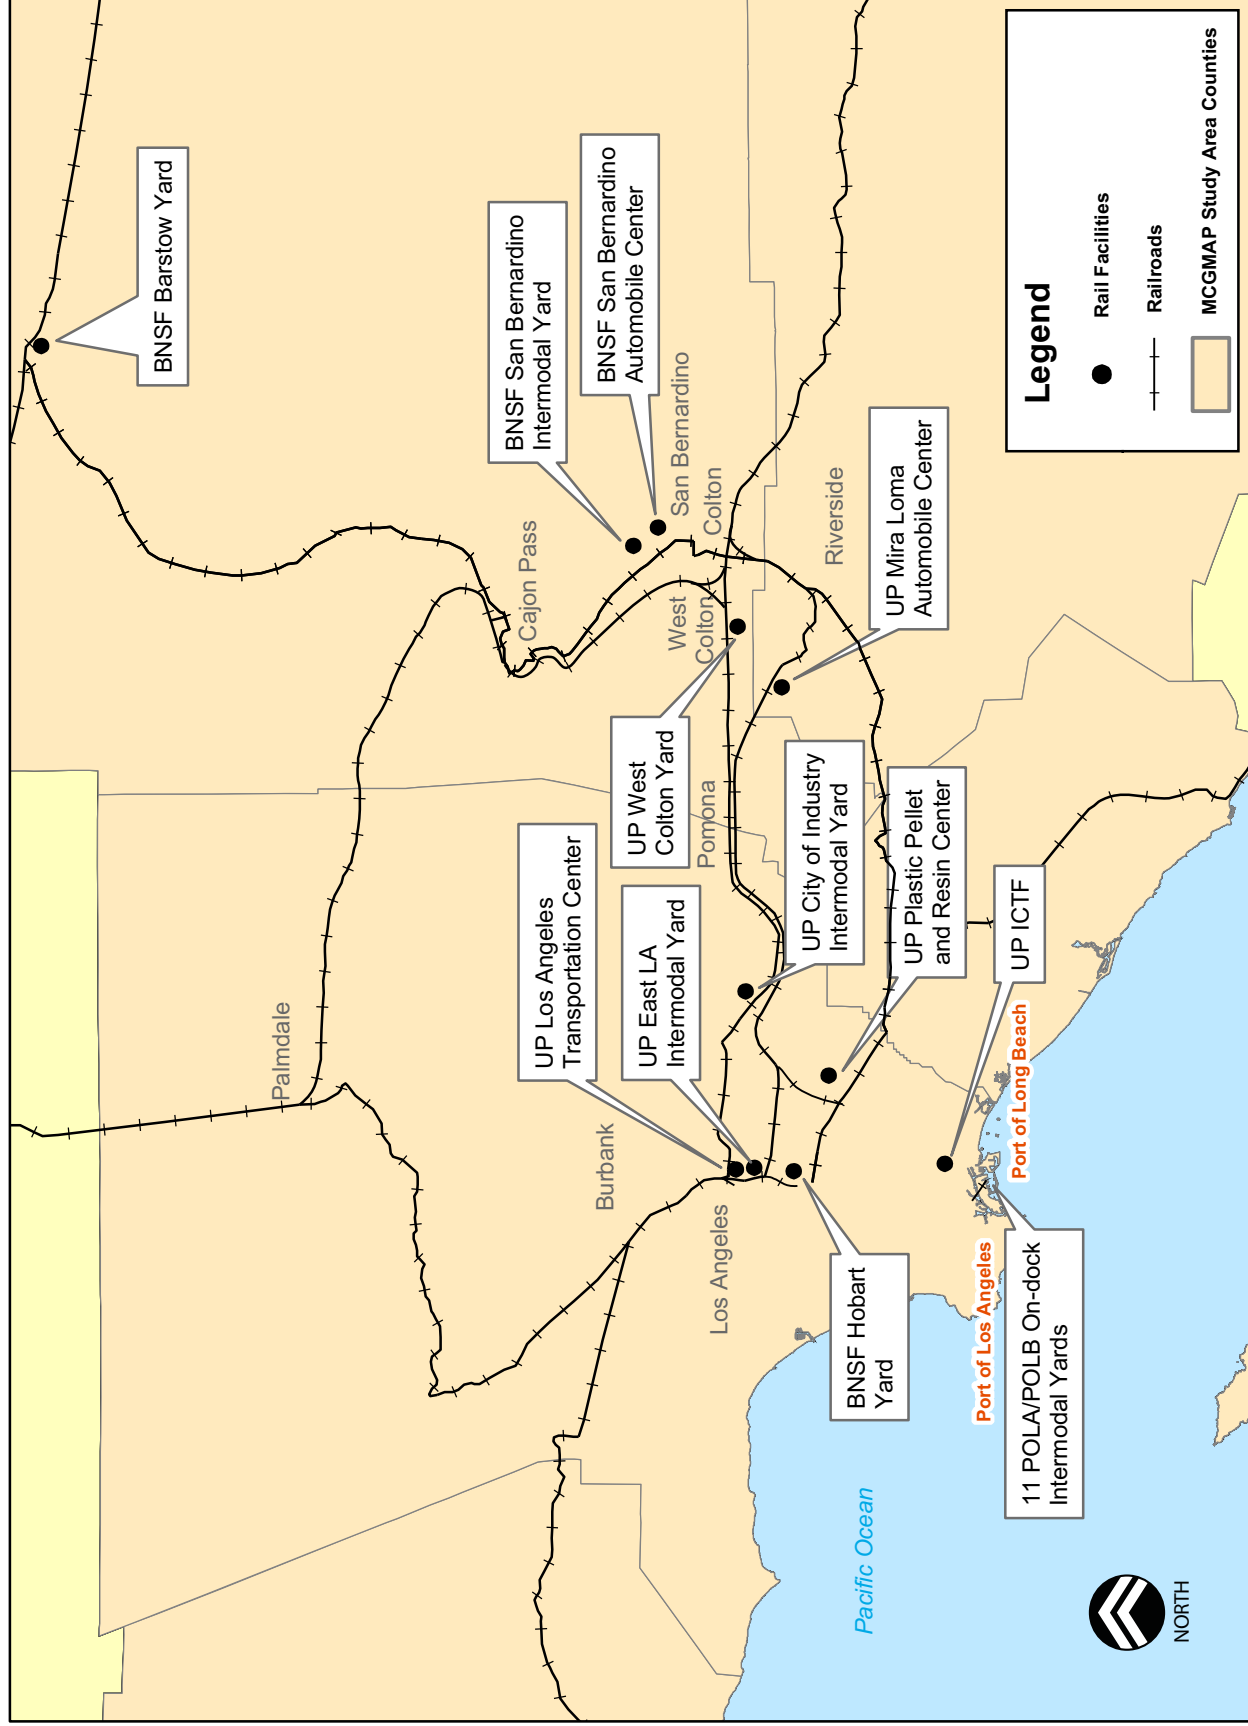 BNSF Barstow Yard
BNSF San Bernardino
Intermodal Yard
BNSF San Bernardino
Automobile Center
San Bernardino
Cajon Pass
Colton
West
Colton
Riverside
UP Mira Loma
Automobile Center
UP West
Colton Yard
Pomona
UP City of Industry
Intermodal Yard
UP Plastic Pellet
and Resin Center
UP Los Angeles
Transportation Center
UP East LA
Intermodal Yard
UP ICTF
Palmdale
Burbank
Los Angeles
BNSF Hobart
Yard
Port of Long Beach
Port of Los Angeles
11 POLA/POLB On-dock
Intermodal Yards
Pacific Ocean
NORTH
Legend
Rail Facilities
Railroads
MCGMAP Study Area Counties